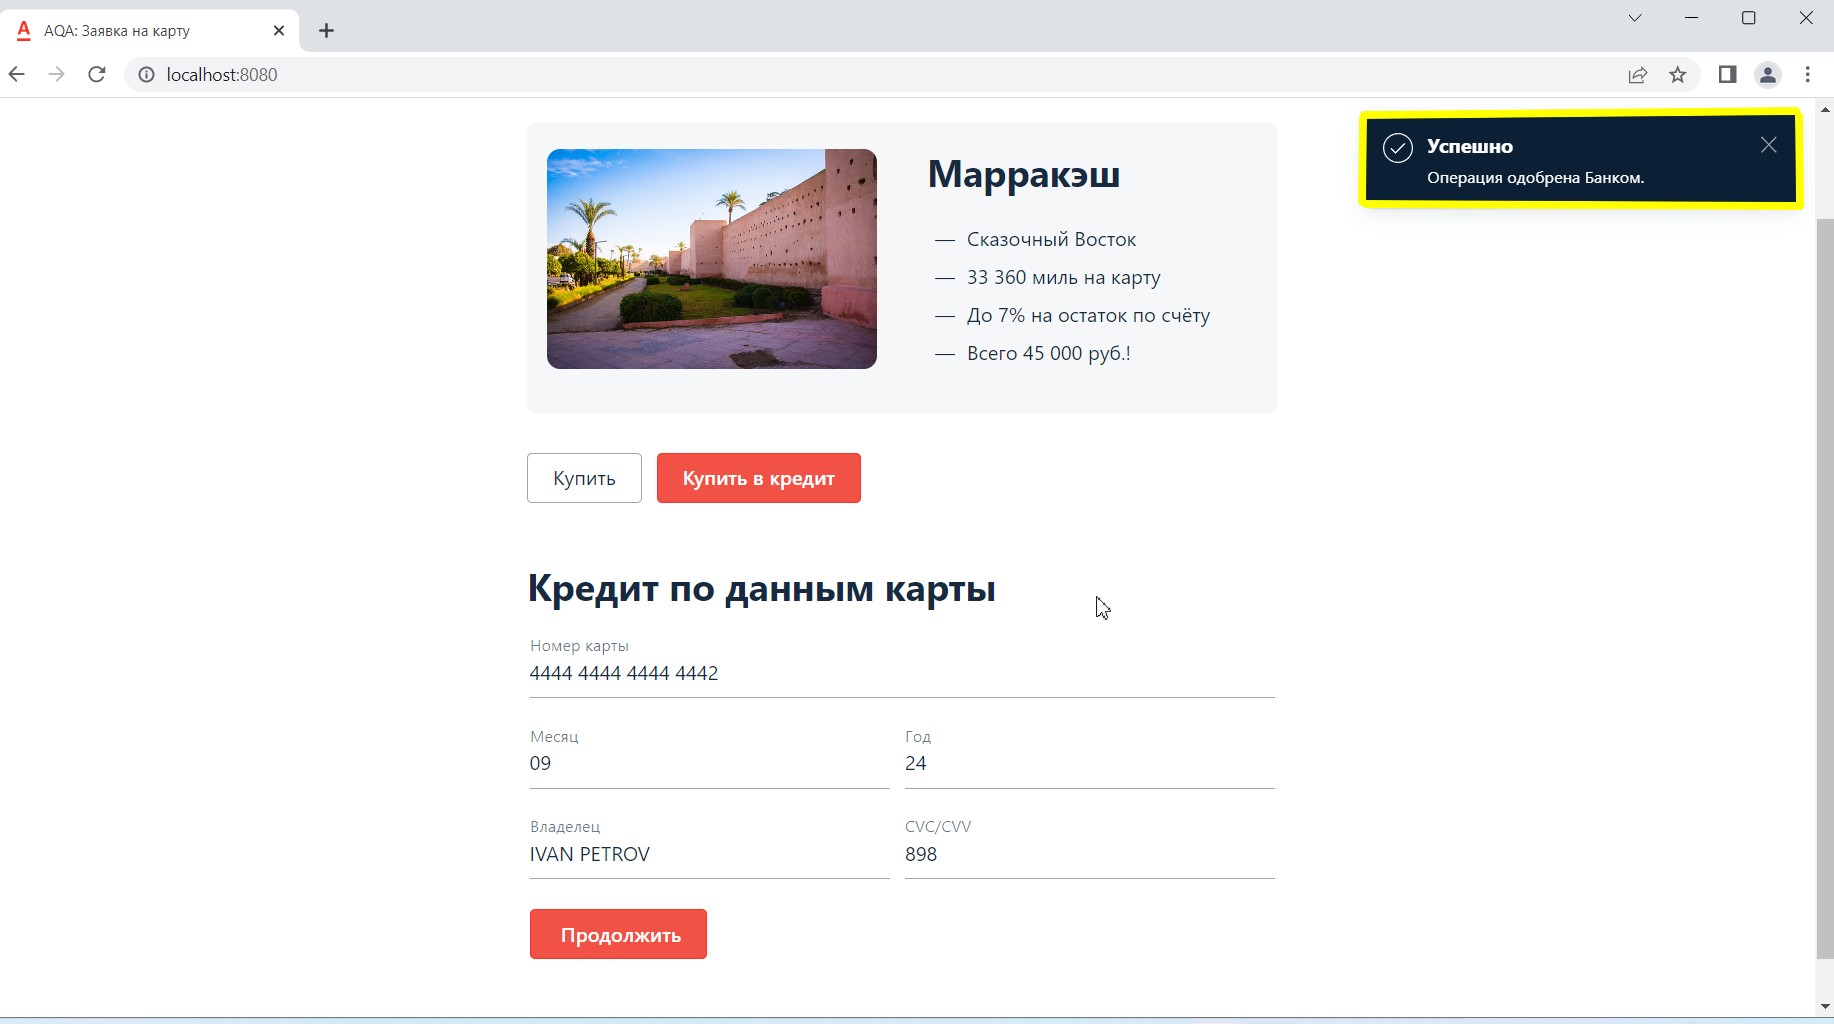 AQA: Заявка на карту
localhost:8080
Марракэш
— Сказочный Восток
— 33 360 миль на карту
— До 7% на остаток по счёту
— Всего 45 000 руб.!
Успешно
Операция одобрена Банком.
Купить
Купить в кредит
Кредит по данным карты
Номер карты
4444 4444 4444 4442
Месяц
Год
09
24
Владелец
CVC/CVV
IVAN PETROV
898
Продолжить